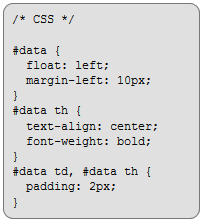 /* CSS */

#data {
  float: left;
  margin-left: 10px;
}
#data th {
  text-align: center;
  font-weight: bold;
}
#data td, #data th {
  padding: 2px;
}